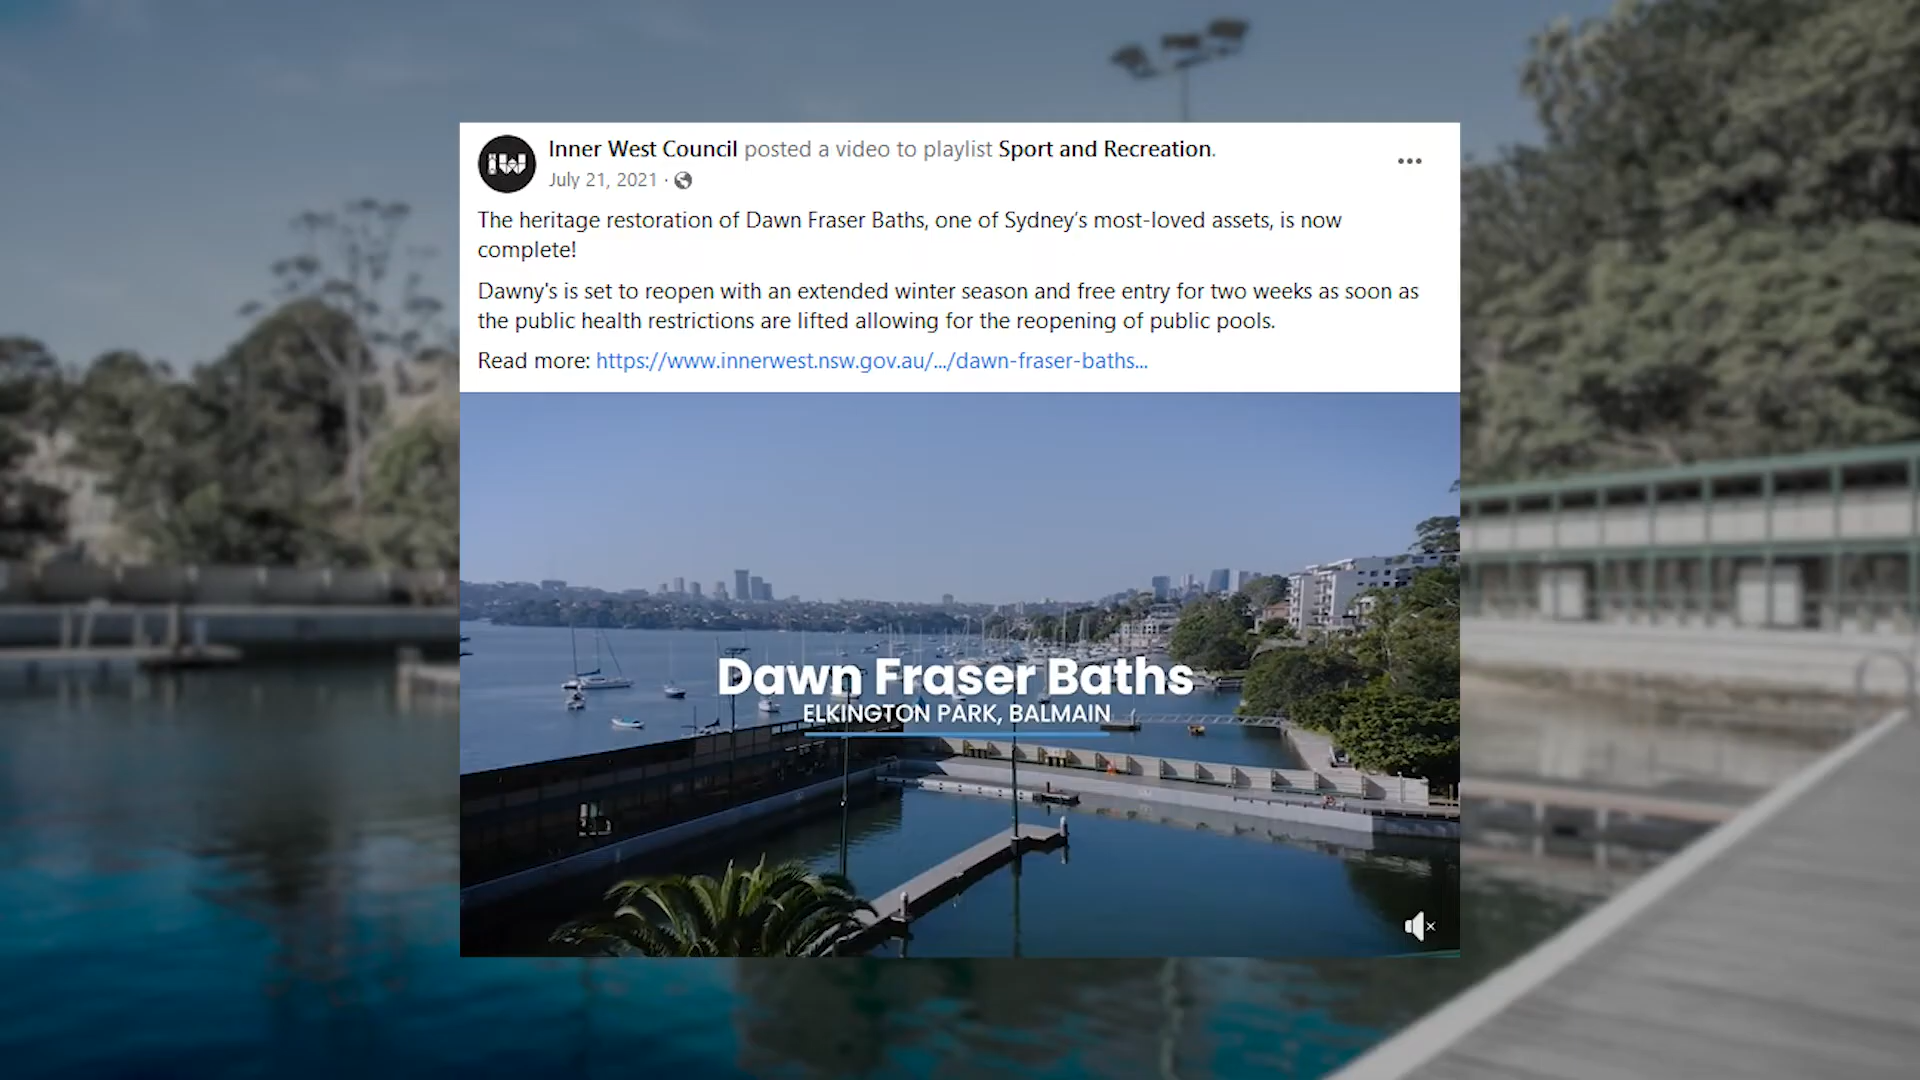 Inner West Council posted a video to playlist Sport and Recreation.
July 21, 2021 ·
IW
The heritage restoration of Dawn Fraser Baths, one of Sydney’s most-loved assets, is now
complete!
Dawny's is set to reopen with an extended winter season and free entry for two weeks as soon as
the public health restrictions are lifted allowing for the reopening of public pools.
Read more: https://www.innerwest.nsw.gov.au/.../dawn-fraser-baths...
Dawn Fraser Baths
ELKINGTON PARK, BALMAIN